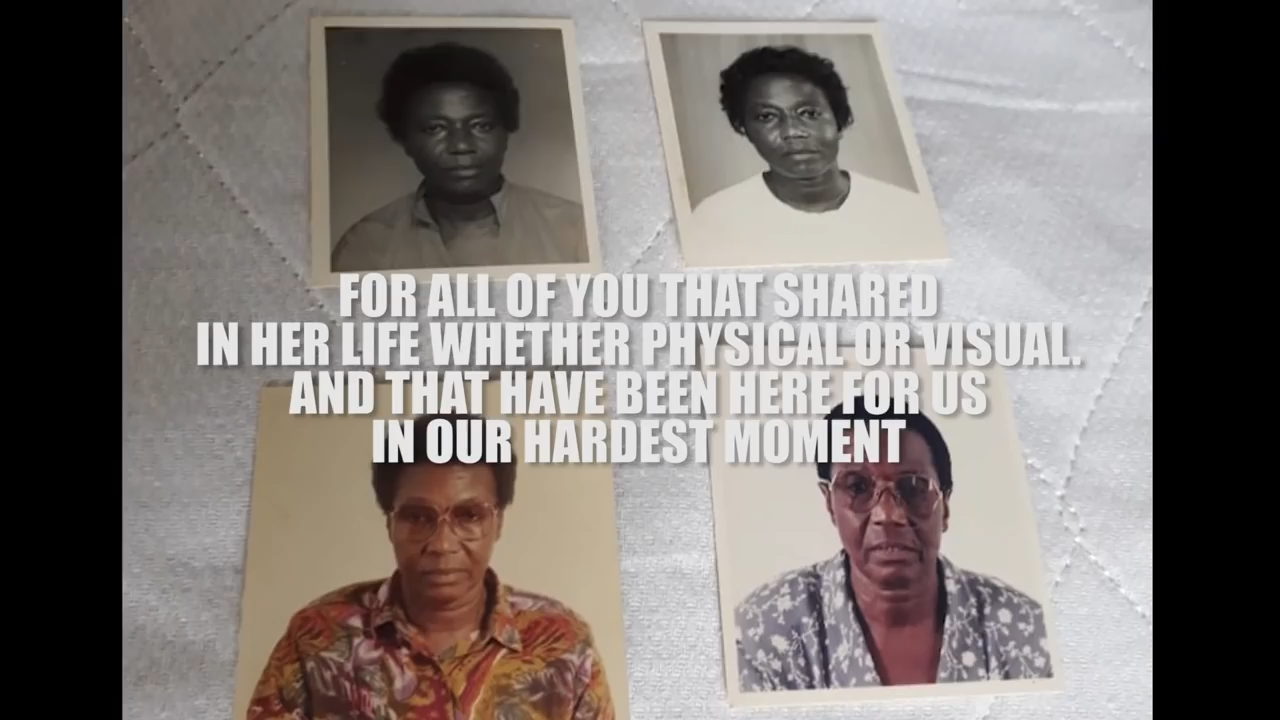 FOR ALL OF YOU THAT SHARED
IN HER LIFE WHETHER PHYSICAL OR VISUAL.
AND THAT HAVE BEEN HERE FOR US
IN OUR HARDEST MOMENT